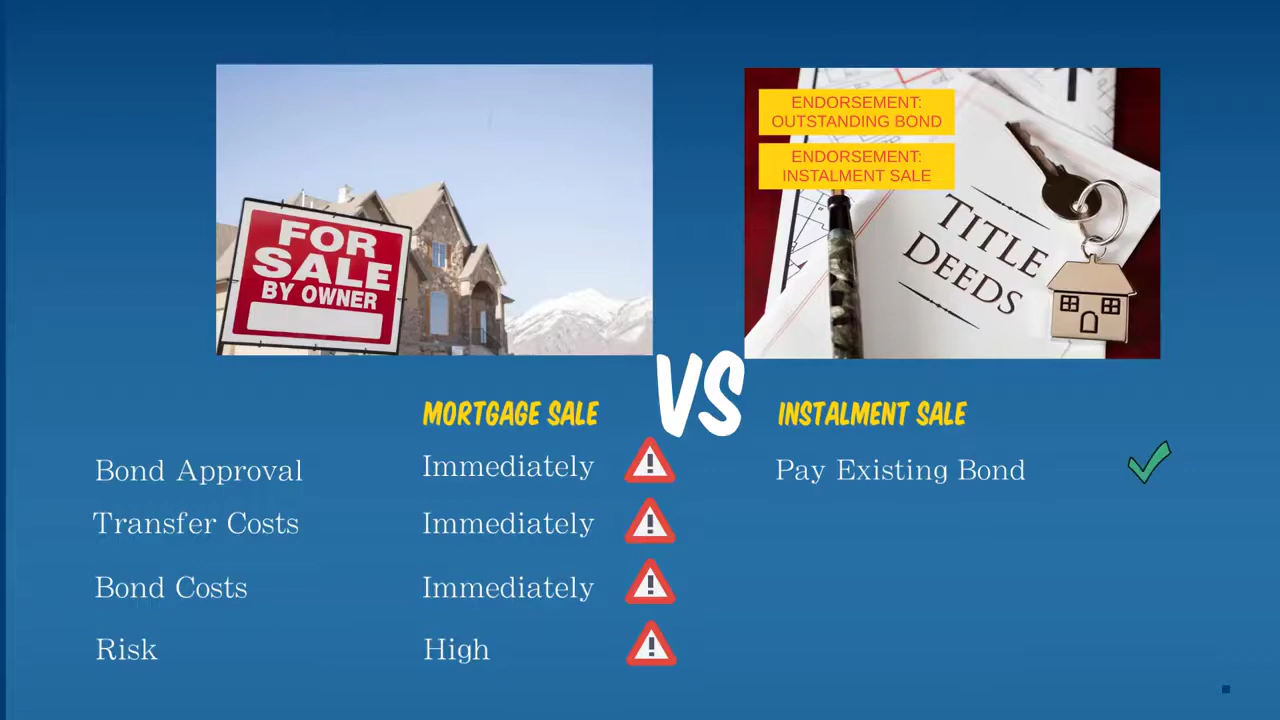 FOR
SALE
BY OWNER
ENDORSEMENT:
OUTSTANDING BOND
ENDORSEMENT:
INSTALMENT SALE
TITLE
DEEDS
VS
MORTGAGE SALE
INSTALMENT SALE
Bond Approval Immediately Pay Existing Bond
Transfer Costs Immediately
Bond Costs Immediately
Risk High